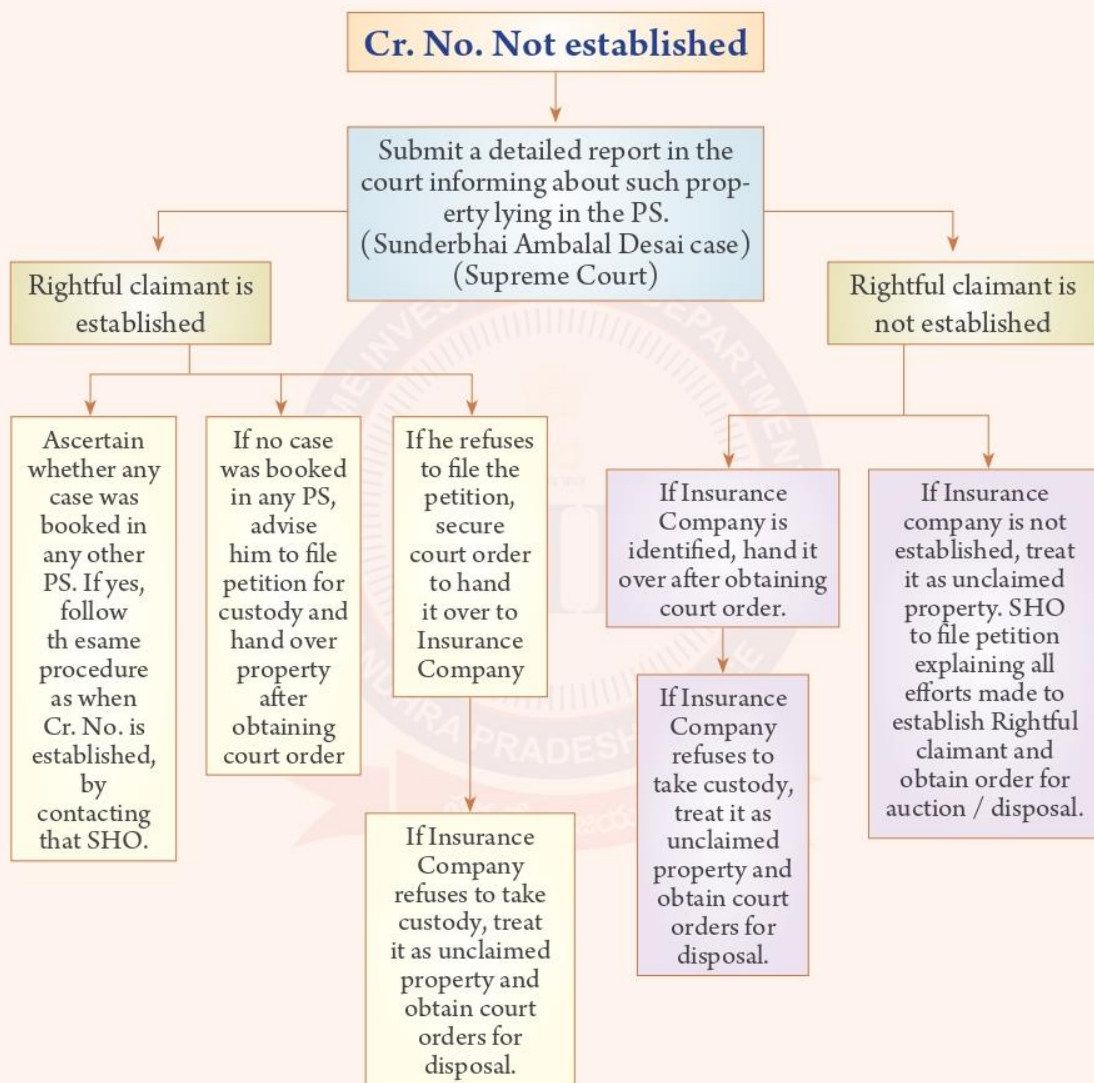 Cr. No. Not established
Submit a detailed report in the
court informing about such prop-
erty lying in the PS.
(Sunderbhai Ambalal Desai case)
(Supreme Court)
Rightful claimant is
established
Rightful claimant is
not established
Ascertain
whether any
case was
booked in
any other
PS. If yes,
follow
th esame
procedure
as when
Cr. No. is
established,
by
contacting
that SHO.
If no case
was booked
in any PS,
advise
him to file
petition for
custody and
hand over
property
after
obtaining
court order
If he refuses
to file the
petition,
secure
court order
to hand
it over to
Insurance
Company
If Insurance
Company
refuses to take
custody, treat
it as unclaimed
property and
obtain court
orders for
disposal.
If Insurance
Company is
identified, hand it
over after obtaining
court order.
If Insurance
Company
refuses to
take custody,
treat it as
unclaimed
property and
obtain court
orders for
disposal.
If Insurance
company is not
established, treat
it as unclaimed
property. SHO
to file petition
explaining all
efforts made to
establish Rightful
claimant and
obtain order for
auction / disposal.